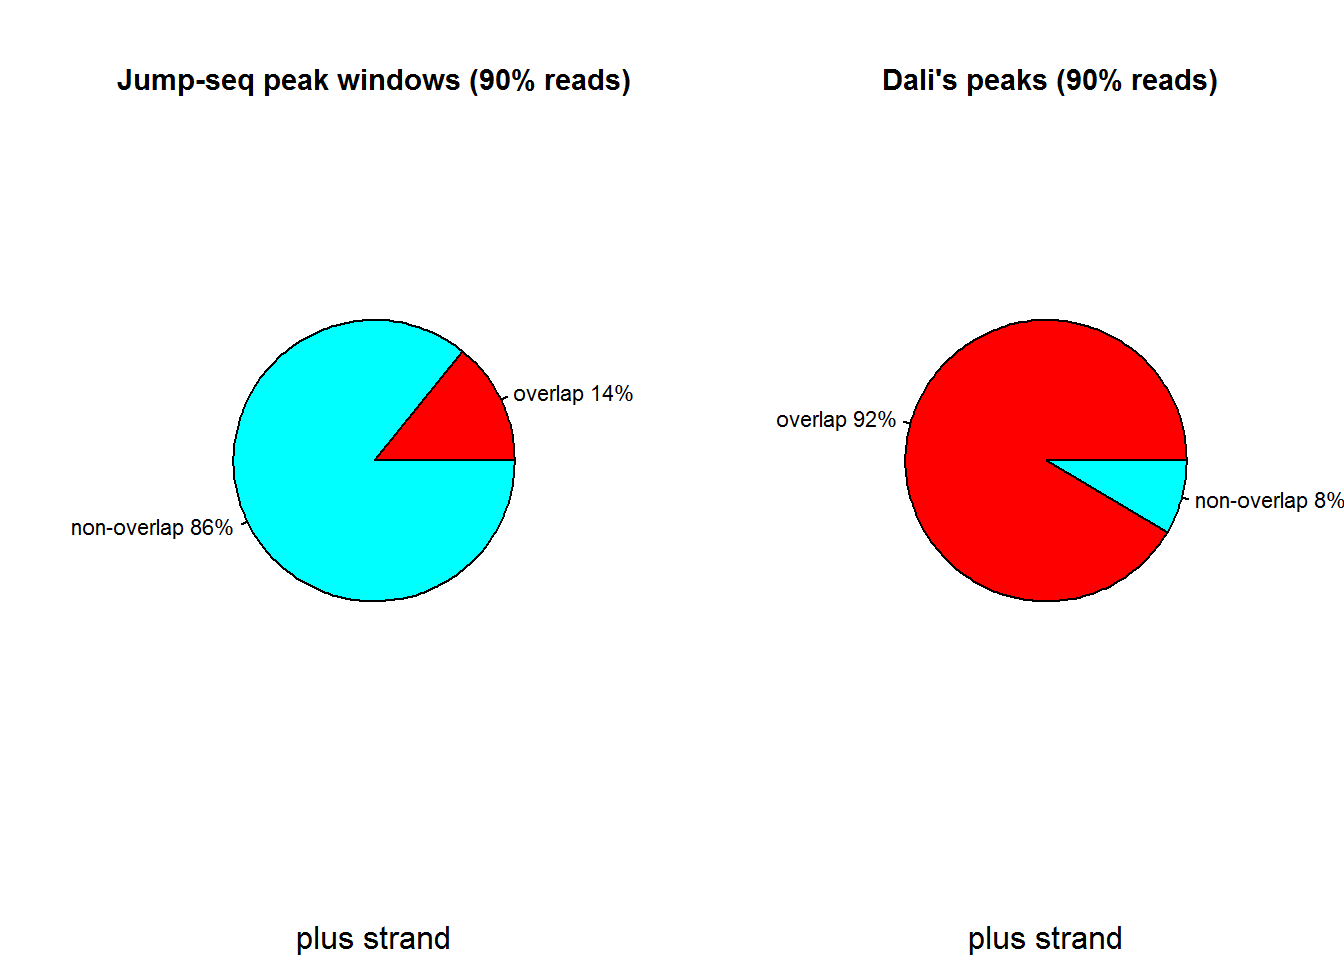 Jump-seq peak windows (90% reads)
overlap 14%
non-overlap 86%
plus strand
Dali's peaks (90% reads)
overlap 92%
non-overlap 8%
plus strand